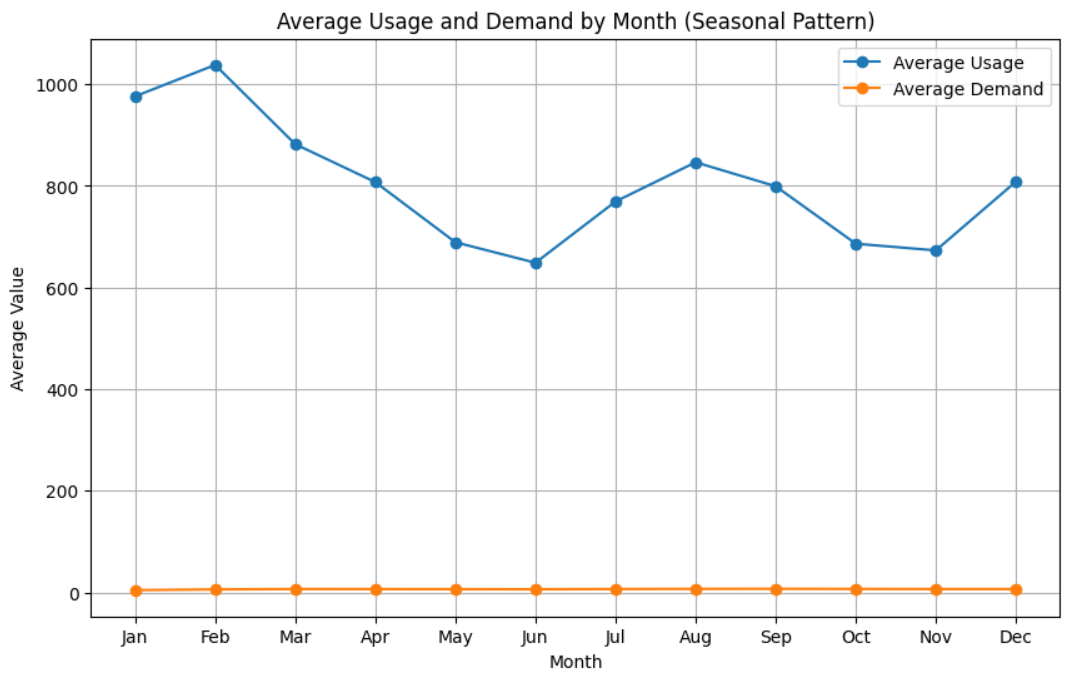 Average Usage and Demand by Month (Seasonal Pattern)
Average Usage
Average Demand
1000
800
600
400
200
0
Average Value
Jan Feb Mar Apr May Jun Jul Aug Sep Oct Nov Dec
Month